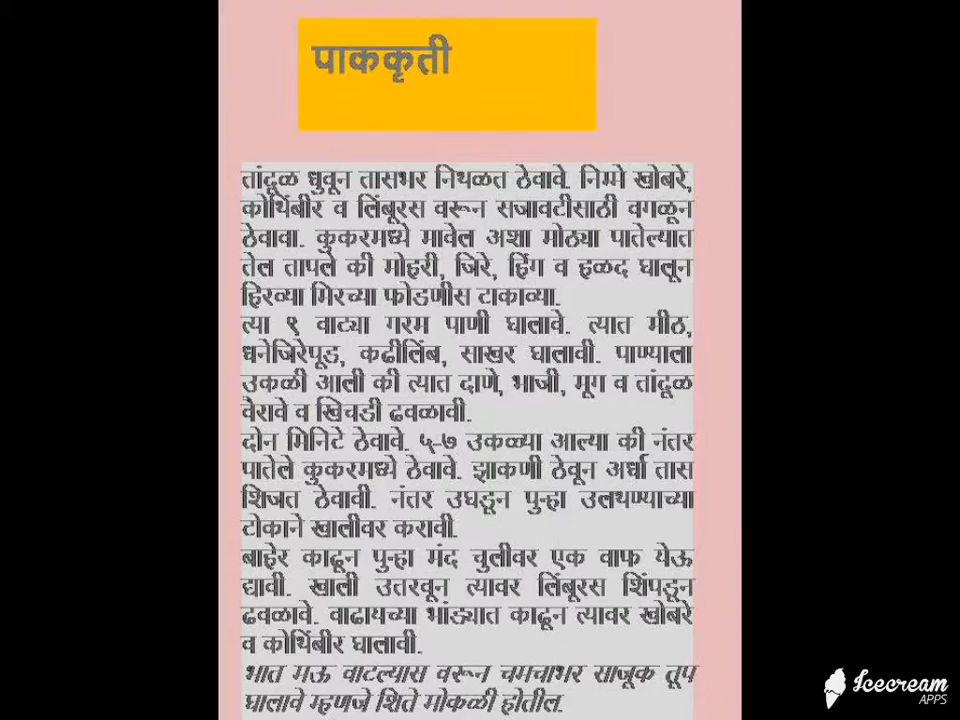 पाककृती
तांदूळ धुवून तासभर निथळत ठेवावे. निम्मे खोबरे,
कोथिंबीर व लिंबूरस वरून सजावटीसाठी वगळून
ठेवावा. कुकरमध्ये मावेल अशा मोठ्या पातेल्यात
तेल तापले की मोहरी, जिरे, हिंग व हळद घालून
हिरव्या मिरच्या फोडणीस टाकाव्या.
त्या ९ वाट्या गरम पाणी घालावे. त्यात मीठ,
धनेजिरेपूड, कढीलिंब, साखर घालावी. पाण्याला
उकळी आली की त्यात दाणे, भाजी, मूग व तांदूळ
वैरावे व खिचडी ढवळावी.
दोन मिनिटे ठेवावे. ५-७ उकळ्या आल्या की नंतर
पातेले कुकरमध्ये ठेवावे. झाकणी ठेवून अर्धा तास
शिजत ठेवावी. नंतर उघडून पुन्हा उलथण्याच्या
टोकाने खालीवर करावी.
बाहेर काढून पुन्हा मंद चुलीवर एक वाफ येऊ
द्यावी. खाली उतरवून त्यावर लिंबूरस शिंपडून
ढवळावे. वाढायच्या भांड्यात काढून त्यावर खोबरे
व कोथिंबीर घालावी.
भात मऊ वाटल्यास वरून चमचाभर साजूक तूप
घालावे म्हणजे शिते मोकळी होतील.
Icecream
APPS